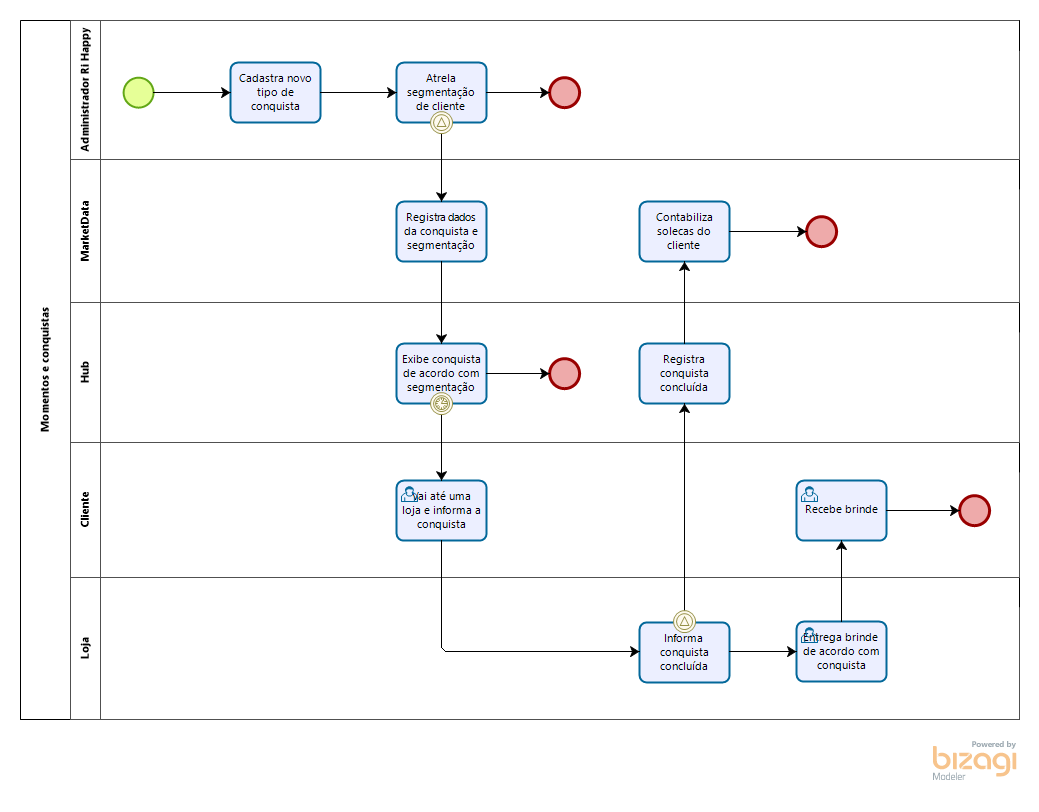 Momentos e conquistas
Administrador Ri Happy
Cadastra novo
tipo de
conquista
Atrela
segmentação
de cliente
MarketData
Registra dados
da conquista e
segmentação
Contabiliza
solecas do
cliente
Hub
Exibe conquista
de acordo com
segmentação
Registra
conquista
concluída
Cliente
Vai até uma
loja e informa a
conquista
Recebe brinde
Loja
Informa
conquista
concluída
Entrega brinde
de acordo com
conquista
Powered by
bizagi
Modeler